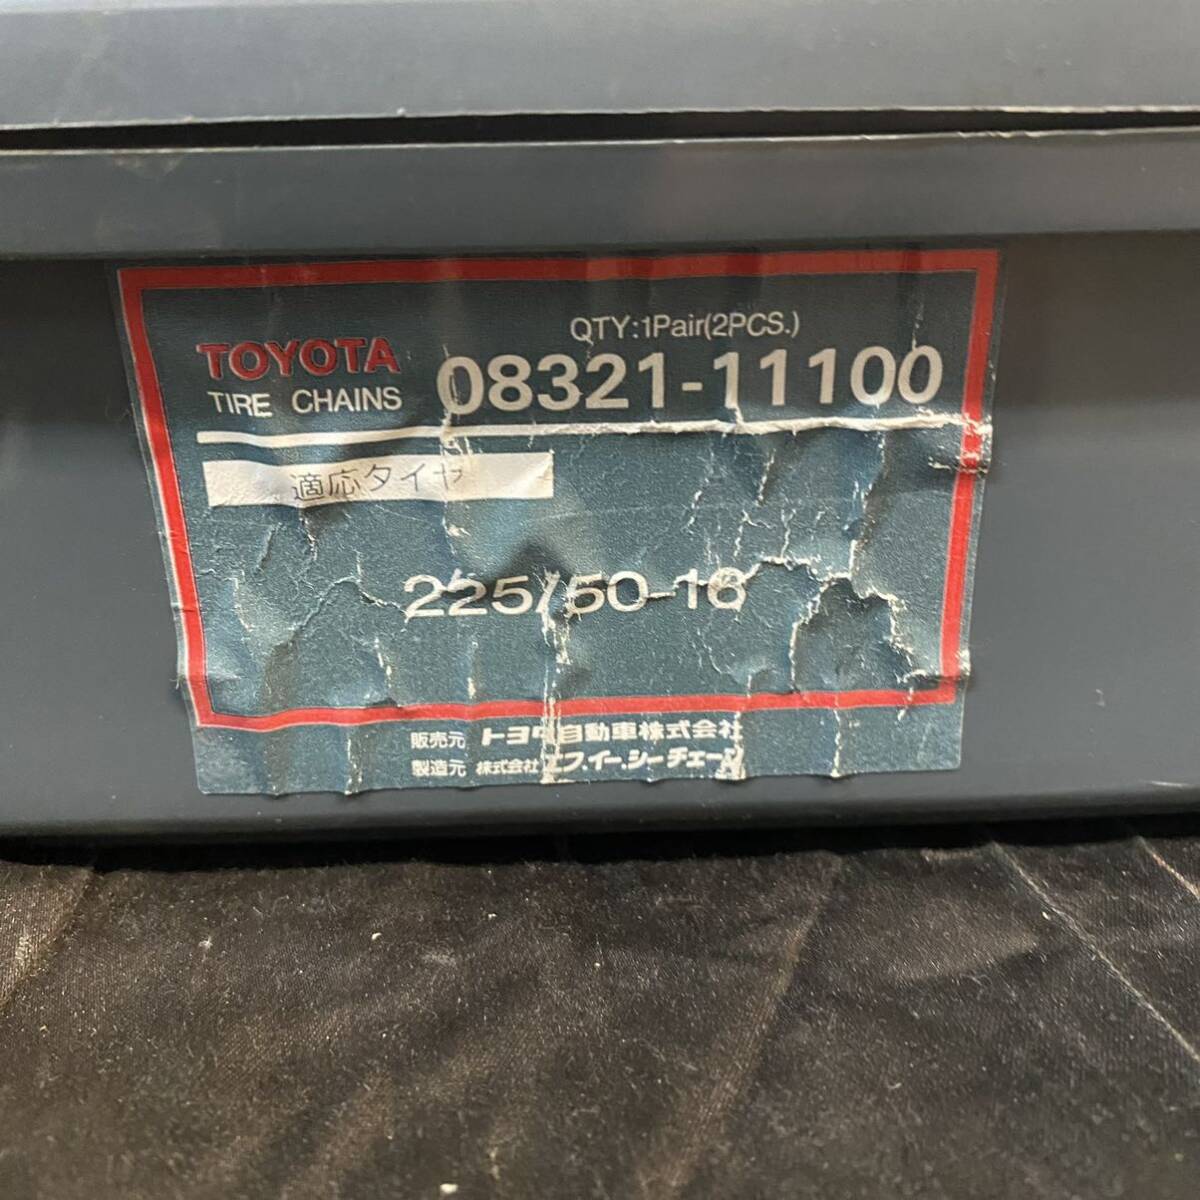 QTY:1Pair(2PCS.)
TOYOTA 08321-11100
TIRE CHAINS
適応タイヤ
225/50-16
販売元 トヨタ自動車株式会社
製造元 株式会社 エフ.イー.シーチェーン